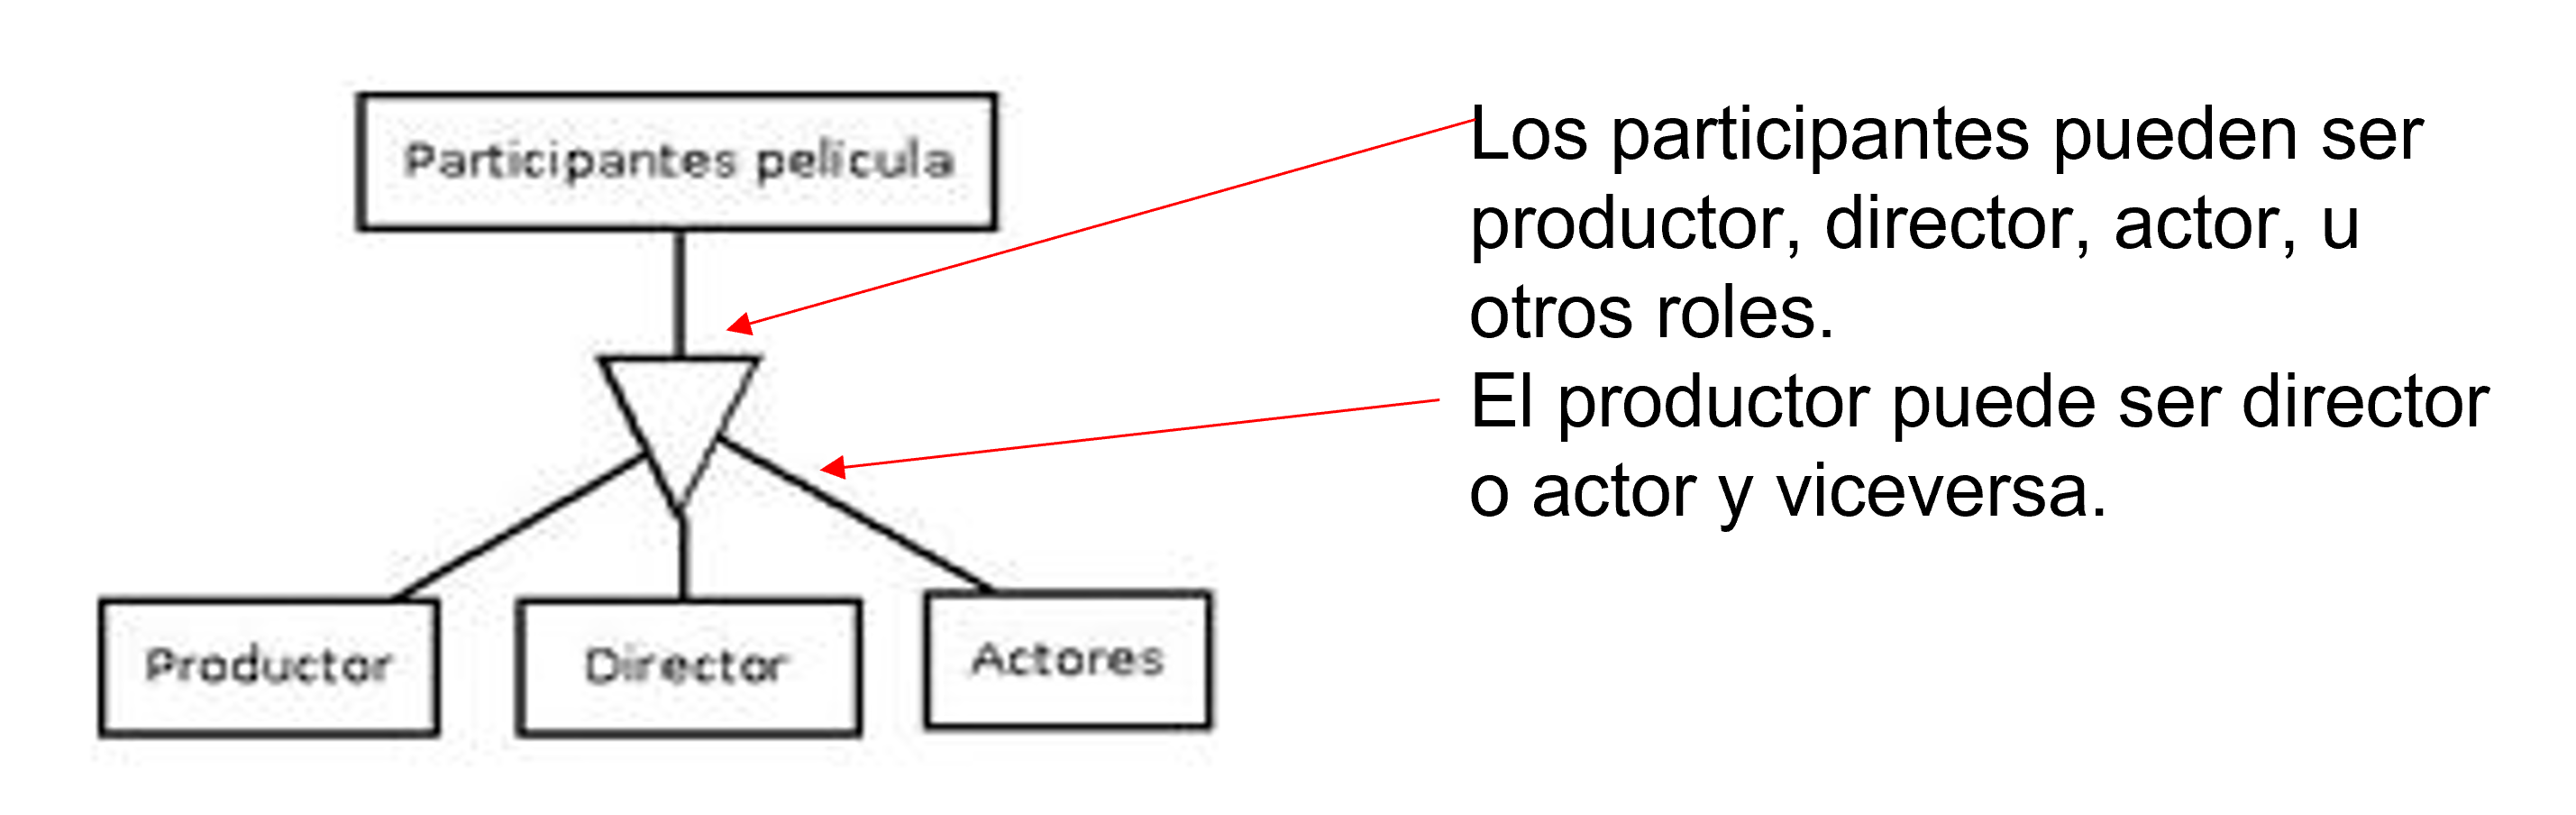 Participantes película
Productor
Director
Actores
Los participantes pueden ser
productor, director, actor, u
otros roles.
El productor puede ser director
o actor y viceversa.